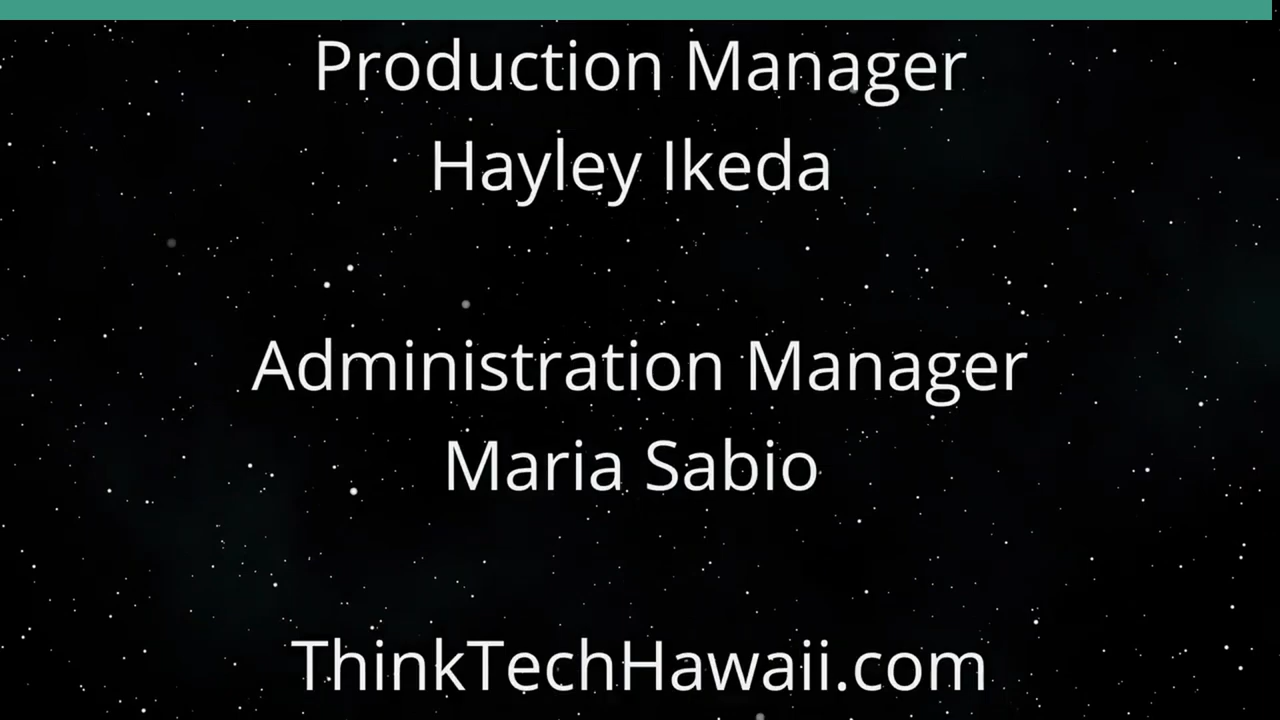 Production Manager
Hayley Ikeda
Administration Manager
Maria Sabio
ThinkTechHawaii.com